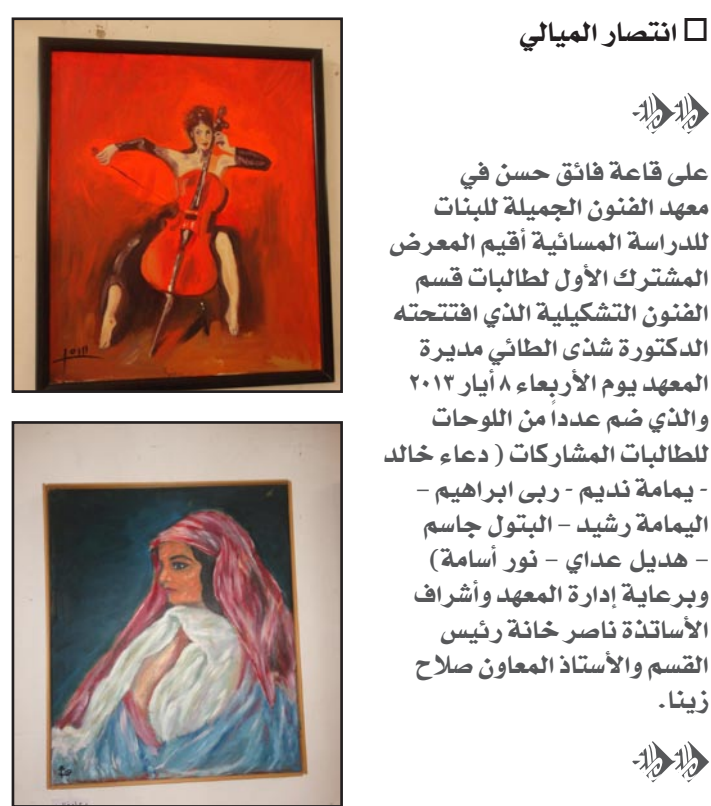 □ انتصار الميالي
على قاعة فائق حسن في
معهد الفنون الجميلة للبنات
للدراسة المسائية أقيم المعرض
المشترك الأول لطالبات قسم
الفنون التشكيلية الذي افتتحته
الدكتورة شذى الطائي مديرة
المعهد يوم الأربعاء ٨ أيار ٢٠١٣
والذي ضم عدداً من اللوحات
للطالبات المشاركات ( دعاء خالد
- يمامة نديم - ربى ابراهيم –
اليمامة رشيد – البتول جاسم
– هديل عداي – نور أسامة)
وبرعاية إدارة المعهد وأشراف
الأساتذة ناصر خانة رئيس
القسم والأستاذ المعاون صلاح
زينا.